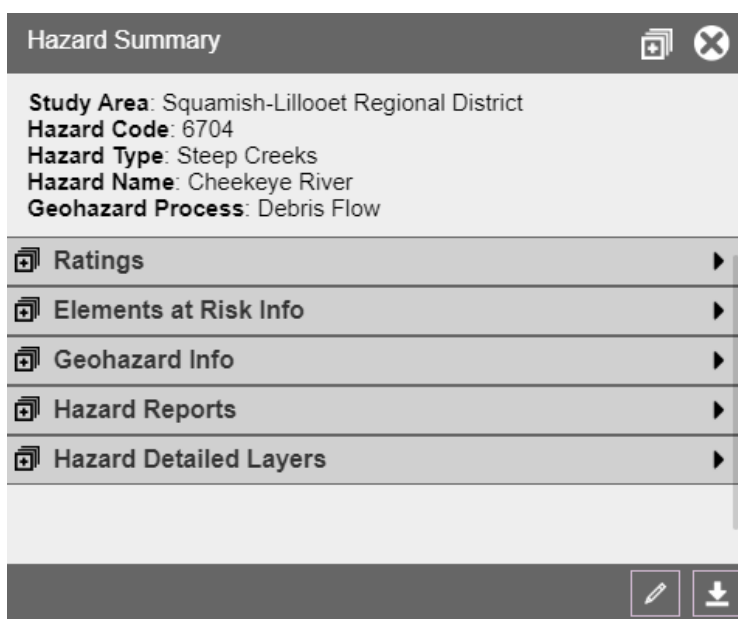 Hazard Summary
Study Area: Squamish-Lillooet Regional District
Hazard Code: 6704
Hazard Type: Steep Creeks
Hazard Name: Cheekeye River
Geohazard Process: Debris Flow
Ratings
Elements at Risk Info
Geohazard Info
Hazard Reports
Hazard Detailed Layers